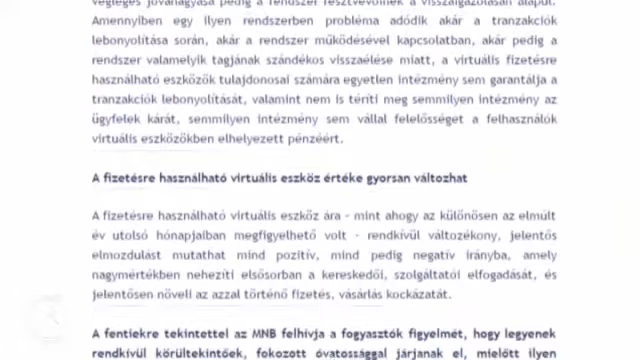 végleges jóváhagyása pedig a rendszer résztvevőinek a visszaigazolásán alapul.
Amennyiben egy ilyen rendszerben probléma adódik akár a tranzakciók
lebonyolítása során, akár a rendszer működésével kapcsolatban, akár pedig a
rendszer valamelyik tagjának szándékos visszaélése miatt, a virtuális fizetésre
használható eszközök tulajdonosai számára egyetlen intézmény sem garantálja a
tranzakciók lebonyolítását, valamint nem is téríti meg semmilyen intézmény az
ügyfelek kárát, semmilyen intézmény sem vállal felelősséget a felhasználók
virtuális eszközökben elhelyezett pénzéért.
A fizetésre használható virtuális eszköz értéke gyorsan változhat
A fizetésre használható virtuális eszköz ára - mint ahogy az különösen az elmúlt
év utolsó hónapjaiban megfigyelhető volt - rendkívül változékony, jelentős
elmozdulást mutathat mind pozitív, mind pedig negatív irányba, amely
nagymértékben nehezíti elsősorban a kereskedői, szolgáltatói elfogadását, és
jelentősen növeli az azzal történő fizetés, vásárlás kockázatát.
A fentiekre tekintettel az MNB felhívja a fogyasztók figyelmét, hogy legyenek
rendkívül körültekintőek, fokozott óvatossággal járjanak el, mielőtt ilyen